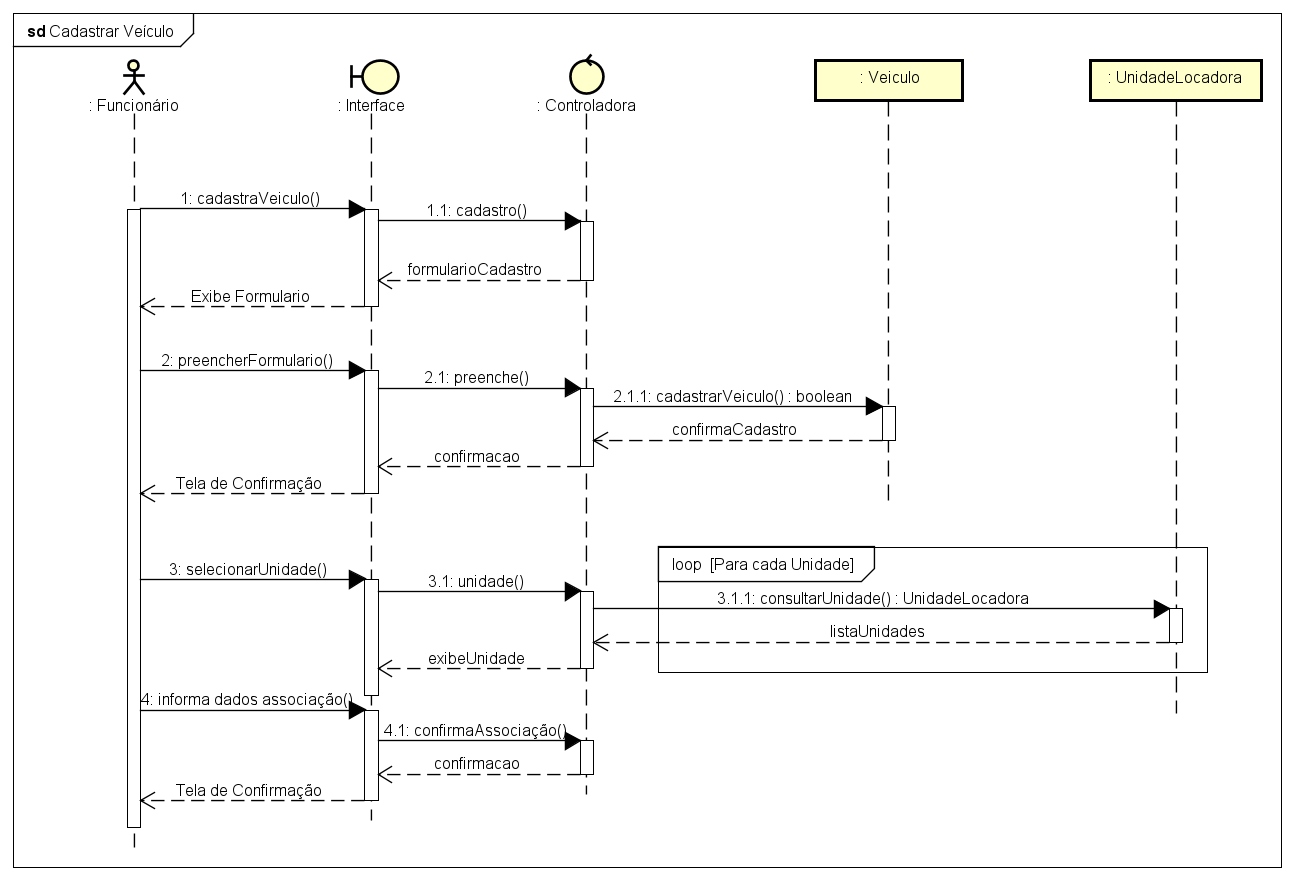 sd Cadastrar Veículo
: Funcionário
: Interface
: Controladora
: Veiculo
: UnidadeLocadora
1: cadastraVeiculo()
1.1: cadastro()
formularioCadastro
Exibe Formulario
2: preencherFormulario()
2.1: preenche()
2.1.1: cadastrarVeiculo() : boolean
confirmaCadastro
confirmacao
Tela de Confirmação
loop [Para cada Unidade]
3: selecionarUnidade()
3.1: unidade()
3.1.1: consultarUnidade() : UnidadeLocadora
listaUnidades
exibeUnidade
4: informa dados associação()
4.1: confirmaAssociação()
confirmacao
Tela de Confirmação